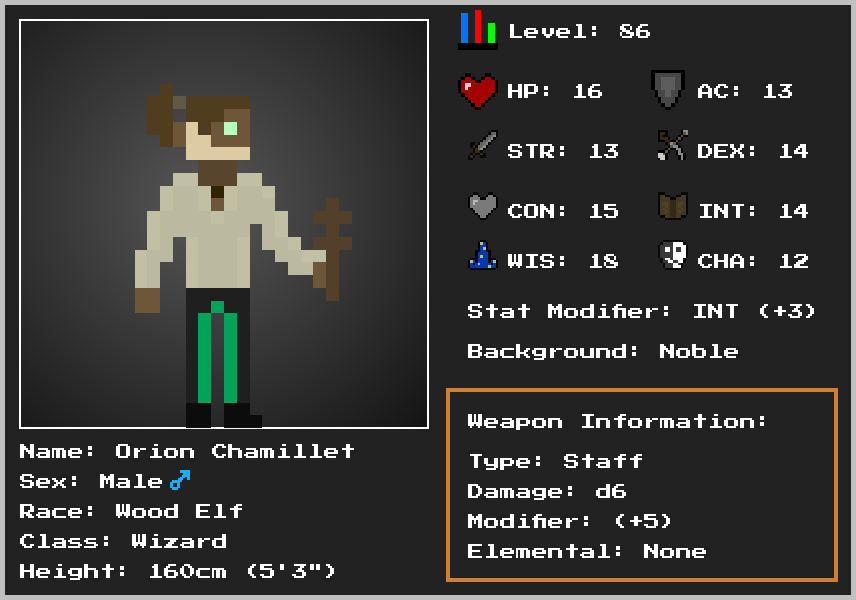 Level: 86
HP: 16 AC: 13
STR: 13 DEX: 14
CON: 15 INT: 14
WIS: 18 CHA: 12
Stat Modifier: INT (+3)
Background: Noble
Weapon Information:
Type: Staff
Damage: d6
Modifier: (+5)
Elemental: None
Name: Orion Chamillet
Sex: Male♂
Race: Wood Elf
Class: Wizard
Height: 160cm (5'3")